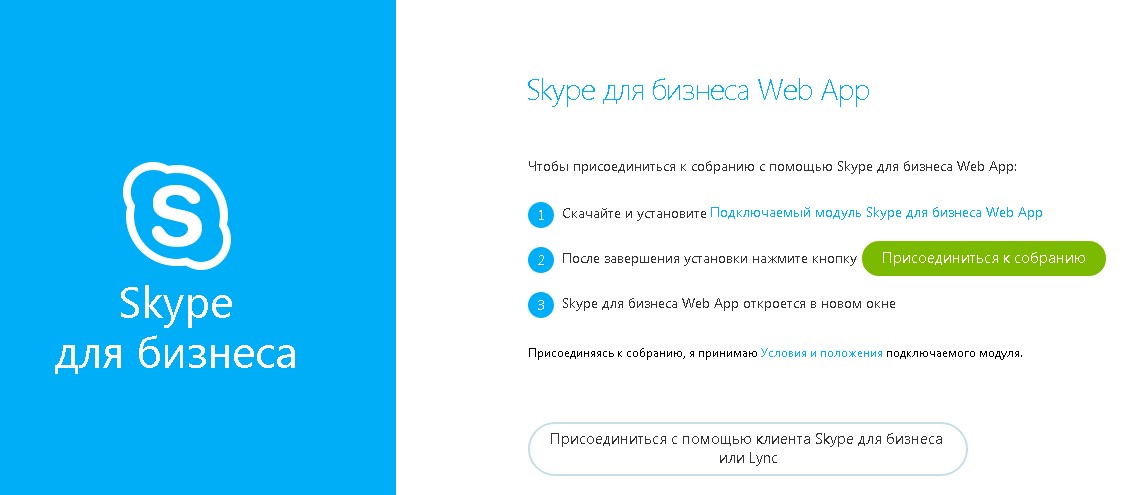 S
Skype
для бизнеса
Skype для бизнеса Web App
Чтобы присоединиться к собранию с помощью Skype для бизнеса Web App:
1 Скачайте и установите Подключаемый модуль Skype для бизнеса Web App
2 После завершения установки нажмите кнопку Присоединиться к собранию
3 Skype для бизнеса Web App откроется в новом окне
Присоединяясь к собранию, я принимаю Условия и положения подключаемого модуля.
Присоединиться с помощью клиента Skype для бизнеса
или Lync